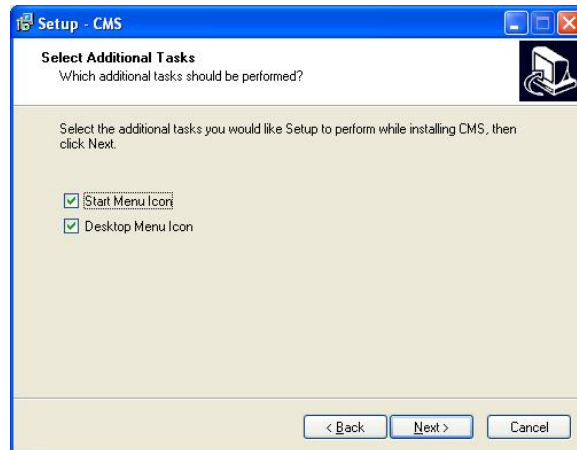 Setup - CMS
Select Additional Tasks
Which additional tasks should be performed?
Select the additional tasks you would like Setup to perform while installing CMS, then
click Next.
Start Menu Icon
Desktop Menu Icon
< Back
Next >
Cancel